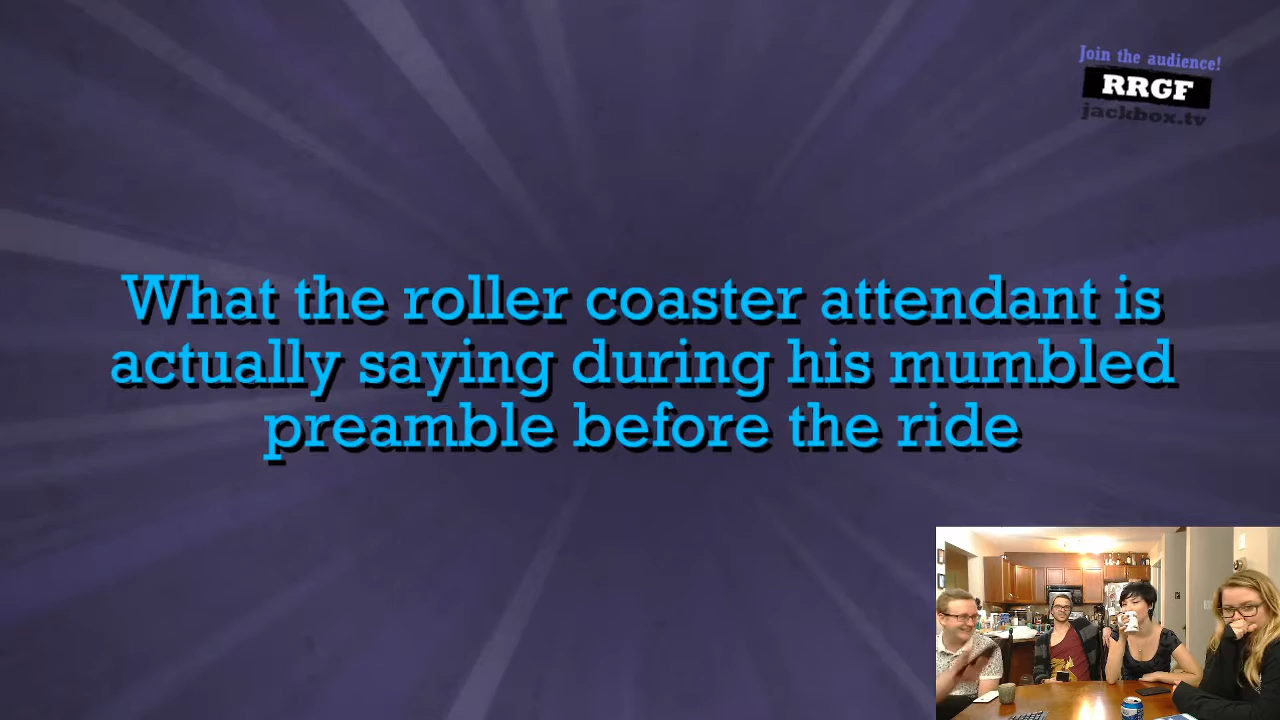 Join the audience!
RRGF
jackbox.tv
What the roller coaster attendant is
actually saying during his mumbled
preamble before the ride